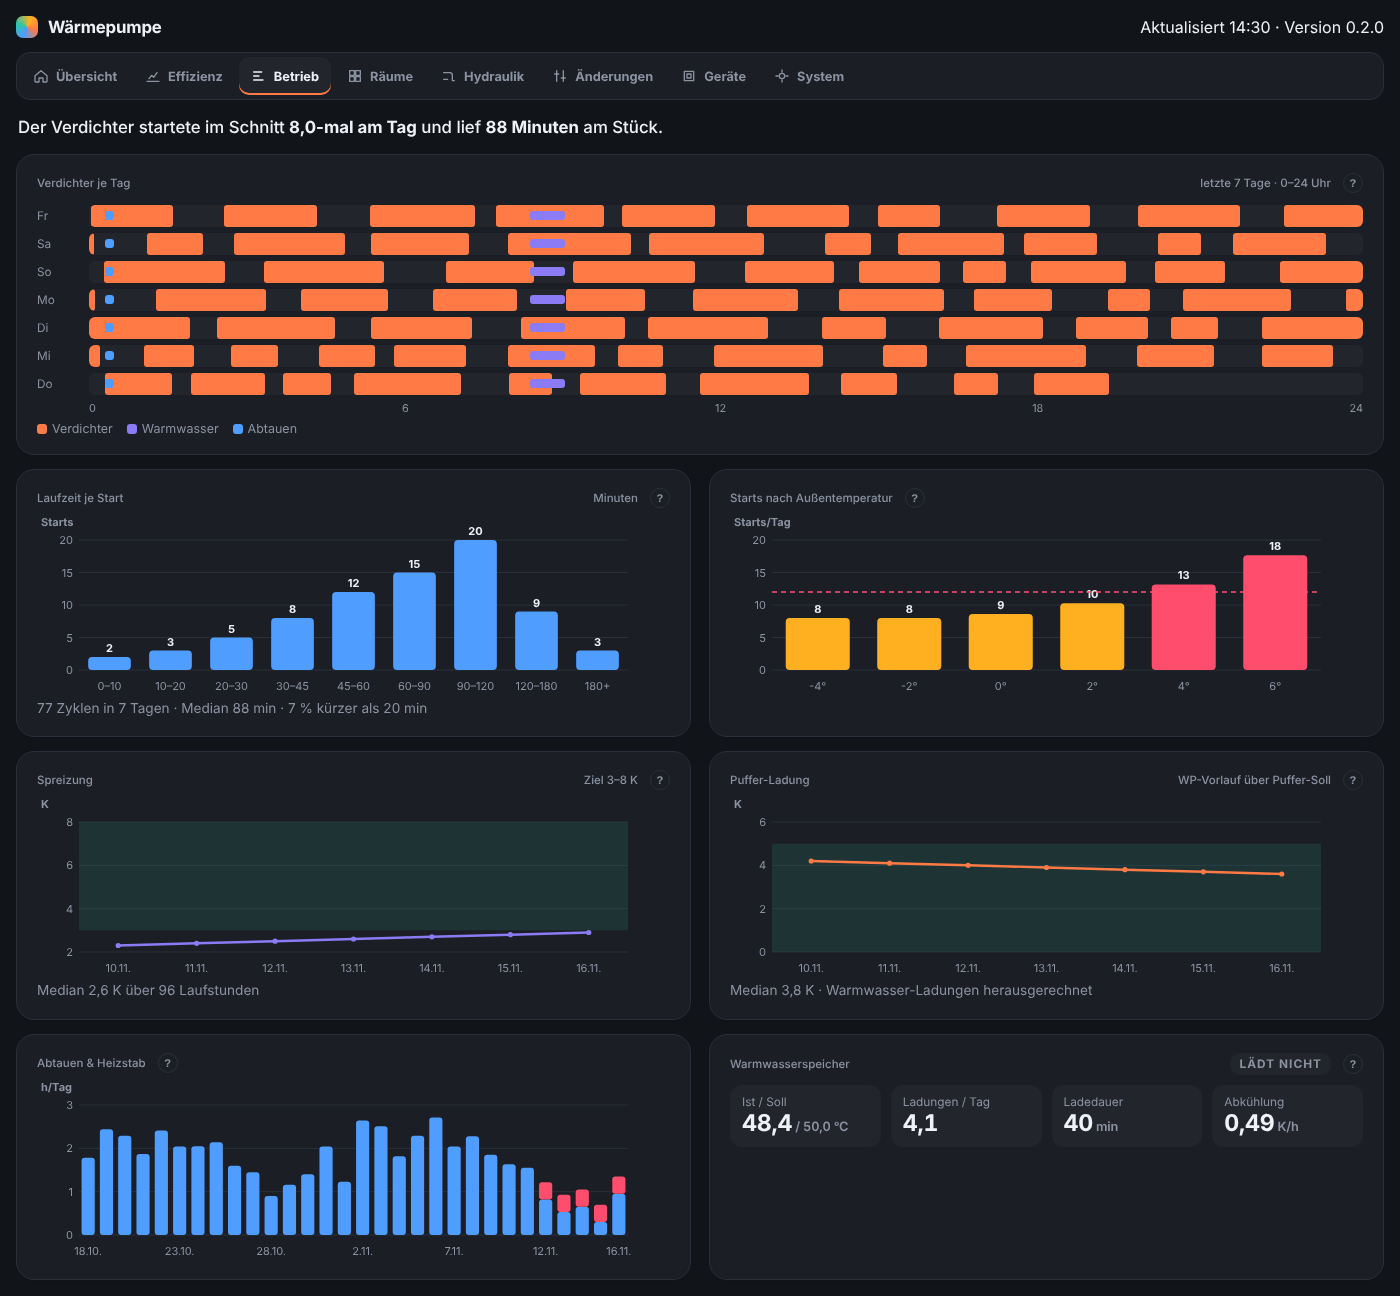 Wärmepumpe
Aktualisiert 14:30 · Version 0.2.0
Übersicht Effizienz Betrieb Räume Hydraulik Änderungen Geräte System
Der Verdichter startete im Schnitt 8,0-mal am Tag und lief 88 Minuten am Stück.
Verdichter je Tag
letzte 7 Tage · 0–24 Uhr ?
Fr
Sa
So
Mo
Di
Mi
Do
0 6 12 18 24
Verdichter Warmwasser Abtauen
Laufzeit je Start
Minuten ?
Starts
20
15
10
5
0
2 3 5 8 12 15 20 9 3
0–10 10–20 20–30 30–45 45–60 60–90 90–120 120–180 180+
77 Zyklen in 7 Tagen · Median 88 min · 7 % kürzer als 20 min
Starts nach Außentemperatur ?
Starts/Tag
20
15
10
5
0
8 8 9 10 13 18
-4° -2° 0° 2° 4° 6°
Spreizung
Ziel 3–8 K ?
K
8
6
4
2
10.11. 11.11. 12.11. 13.11. 14.11. 15.11. 16.11.
Median 2,6 K über 96 Laufstunden
Puffer-Ladung
WP-Vorlauf über Puffer-Soll ?
K
6
4
2
0
10.11. 11.11. 12.11. 13.11. 14.11. 15.11. 16.11.
Median 3,8 K · Warmwasser-Ladungen herausgerechnet
Abtauen & Heizstab ?
h/Tag
3
2
1
0
18.10. 23.10. 28.10. 2.11. 7.11. 12.11. 16.11.
Warmwasserspeicher
LÄDT NICHT ?
Ist / Soll
48,4 / 50,0 °C
Ladungen / Tag
4,1
Ladedauer
40 min
Abkühlung
0,49 K/h